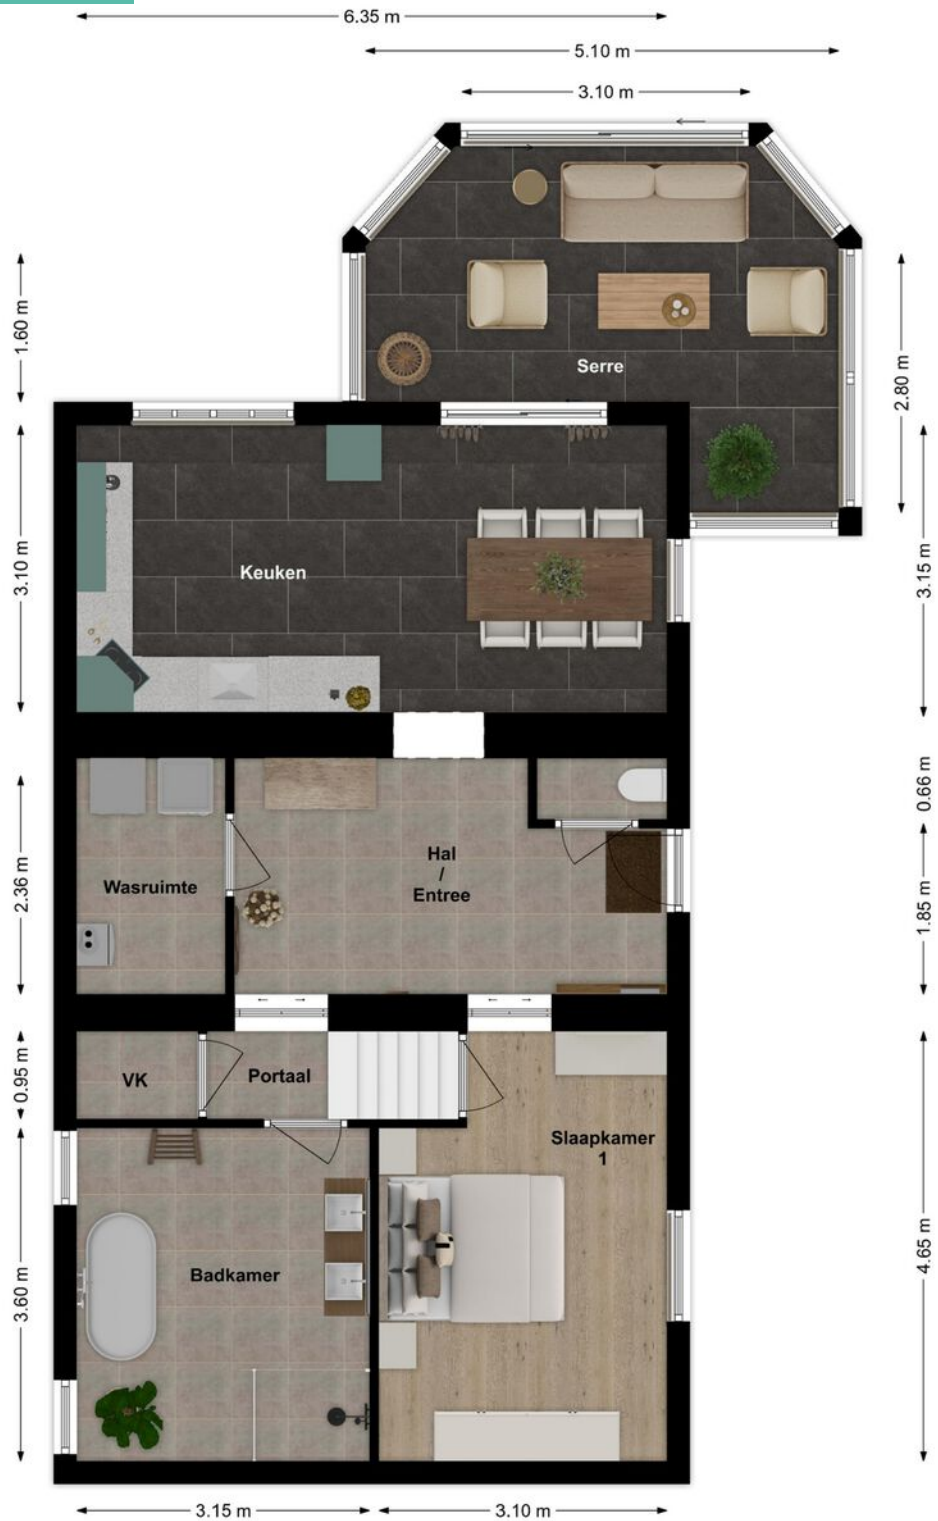 6.35 m
5.10 m
3.10 m
1.60 m
2.80 m
Serre
3.10 m
Keuken
3.15 m
0.66 m
2.36 m
Wasruimte
Hal
/
Entree
1.85 m
0.95 m
VK
Portaal
Slaapkamer
1
4.65 m
3.60 m
Badkamer
3.15 m
3.10 m